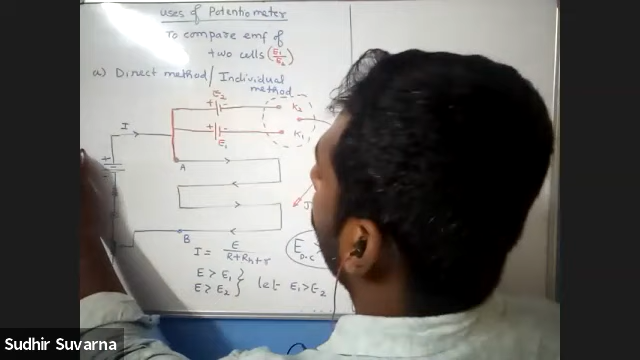 uses of Potentiometer
To compare emf of
two cells (E1/E2)
a) Direct method / Individual
method
E2
+ -
K2
I
+ -
E1
K1
+
-
A
J
B
I = E / R+Rh+r
E D.C
E > E1
E > E2 } let E1 > E2
Sudhir Suvarna